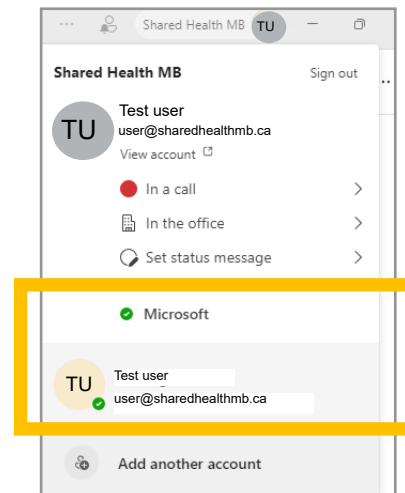 Shared Health MB TU
Shared Health MB Sign out
TU
Test user
user@sharedhealthmb.ca
View account
In a call
In the office
Set status message
Microsoft
TU
Test user
user@sharedhealthmb.ca
Add another account